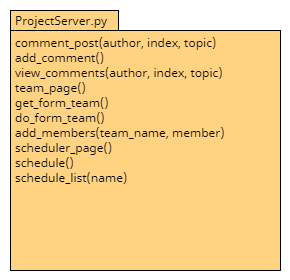 ProjectServer.py
comment_post(author, index, topic)
add_comment()
view_comments(author, index, topic)
team_page()
get_form_team()
do_form_team()
add_members(team_name, member)
scheduler_page()
schedule()
schedule_list(name)